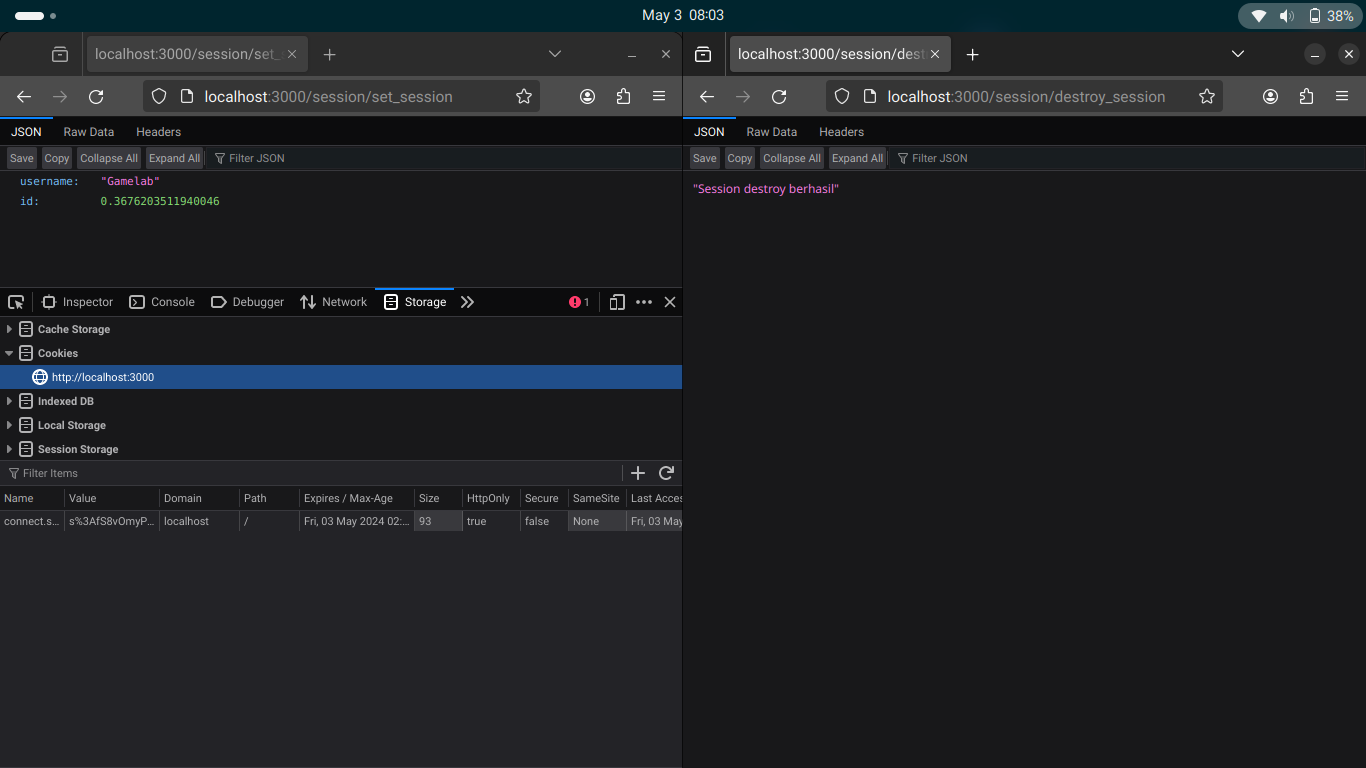 May 3 08:03
38%
localhost:3000/session/set_
localhost:3000/session/set_session
JSON Raw Data Headers
Save Copy Collapse All Expand All Filter JSON
username: "Gamelab"
id: 0.3676203511940046
Inspector Console Debugger Network Storage 1
Cache Storage
Cookies
http://localhost:3000
Indexed DB
Local Storage
Session Storage
Filter Items
Name Value Domain Path Expires / Max-Age Size HttpOnly Secure SameSite Last Acces
connect.s... s%3AfS8vOmyP... localhost / Fri, 03 May 2024 02:... 93 true false None Fri, 03 May
localhost:3000/session/dest
localhost:3000/session/destroy_session
JSON Raw Data Headers
Save Copy Collapse All Expand All Filter JSON
"Session destroy berhasil"